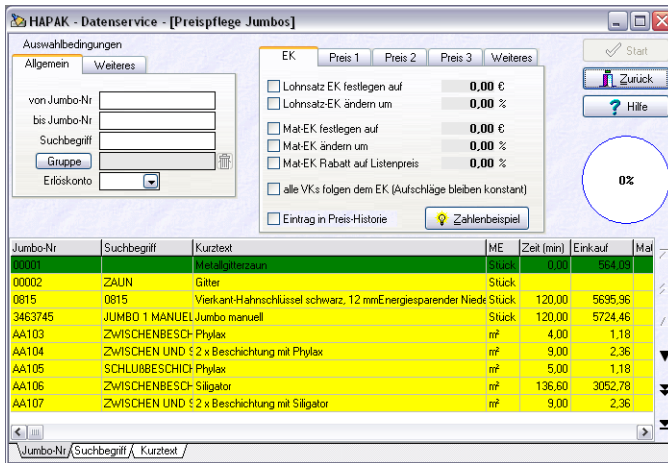 HAPAK - Datenservice - [Preispflege Jumbos]
Auswahlbedingungen
Allgemein Weiteres
von Jumbo-Nr
bis Jumbo-Nr
Suchbegriff
Gruppe
Erlöskonto
EK Preis 1 Preis 2 Preis 3 Weiteres
Lohnsatz EK festlegen auf 0,00 €
Lohnsatz-EK ändern um 0,00 %
Mat-EK festlegen auf 0,00 €
Mat-EK ändern um 0,00 %
Mat-EK Rabatt auf Listenpreis 0,00 %
alle VKs folgen dem EK (Aufschläge bleiben konstant)
Eintrag in Preis-Historie Zahlenbeispiel
Start
Zurück
Hilfe
0%
Jumbo-Nr Suchbegriff Kurztext ME Zeit (min) Einkauf Mal
00001 Metallgitterzaun Stück 0,00 564,09
00002 ZAUN Gitter Stück
0815 0815 Vierkant-Hahnschlüssel schwarz, 12 mmEnergiesparender Niede Stück 120,00 5695,96
3463745 JUMBO 1 MANUEL Jumbo manuell Stück 120,00 5724,46
AA103 ZWISCHENBESCH Phylax m² 4,00 1,18
AA104 ZWISCHEN UND S 2 x Beschichtung mit Phylax m² 9,00 2,36
AA105 SCHLUßBESCHICH Phylax m² 5,00 1,18
AA106 ZWISCHENBESCH Siligator m² 136,60 3052,78
AA107 ZWISCHEN UND S 2 x Beschichtung mit Siligator m² 9,00 2,36
Jumbo-Nr Suchbegriff Kurztext